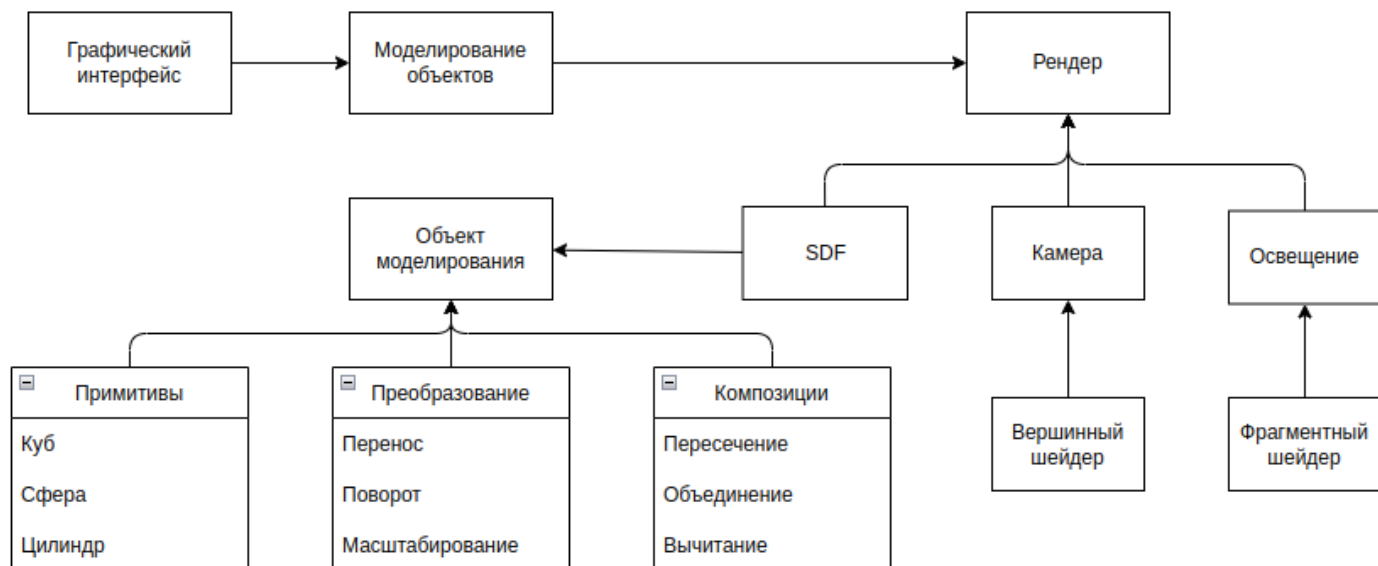 Графический
интерфейс
Моделирование
объектов
Рендер
Объект
моделирования
SDF
Камера
Освещение
Примитивы
Куб
Сфера
Цилиндр
Преобразование
Перенос
Поворот
Масштабирование
Композиции
Пересечение
Объединение
Вычитание
Вершинный
шейдер
Фрагментный
шейдер